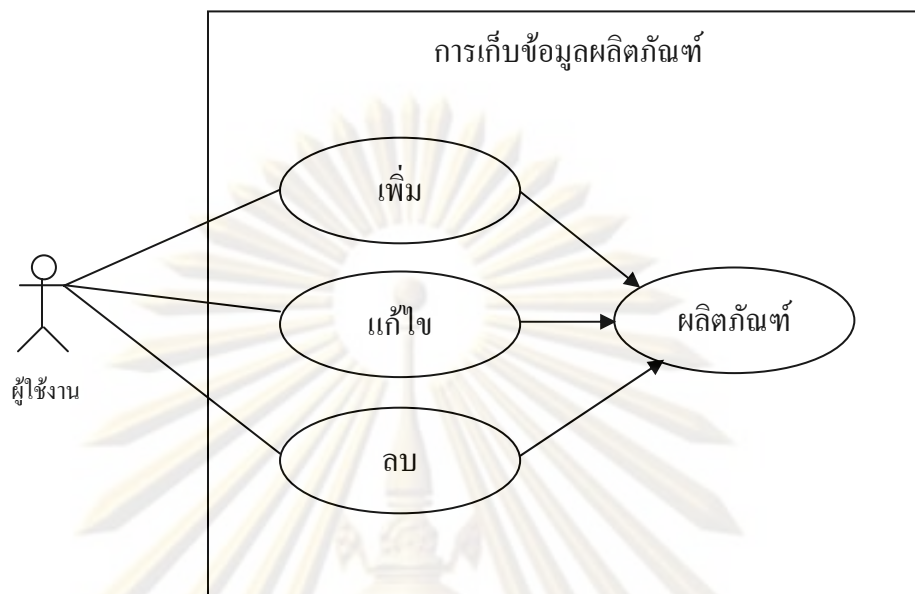 การเก็บข้อมูลผลิตภัณฑ์
เพิ่ม
แก้ไข
ผลิตภัณฑ์
ผู้ใช้งาน
ลบ